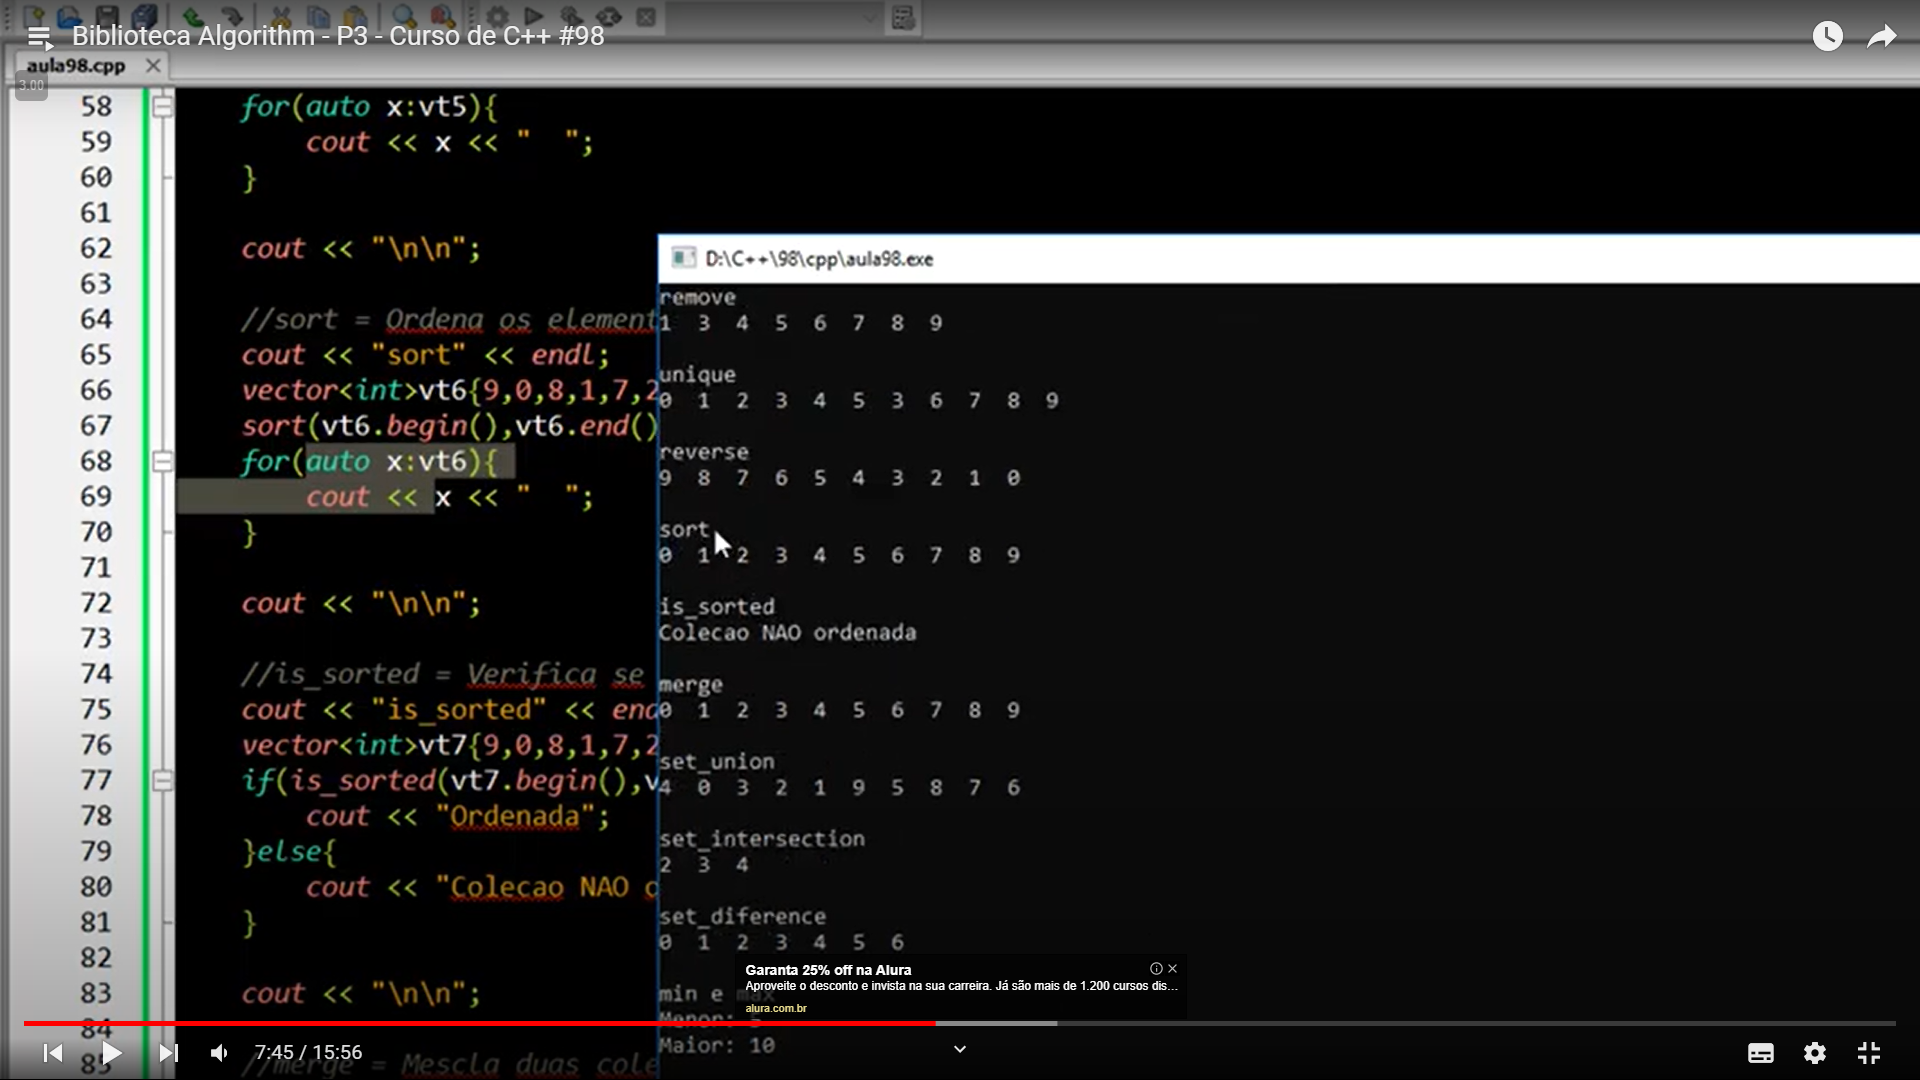 Biblioteca Algorithm - P3 - Curso de C++ #98
aula98.cpp
3.00
58 for(auto x:vt5){
59 cout << x << "  ";
60 }
61
62 cout << "\n\n";
63
64 //sort = Ordena os element
65 cout << "sort" << endl;
66 vector<int>vt6{9,0,8,1,7,2
67 sort(vt6.begin(),vt6.end()
68 for(auto x:vt6){
69 cout << x << "  ";
70 }
71
72 cout << "\n\n";
73
74 //is_sorted = Verifica se
75 cout << "is_sorted" << end
76 vector<int>vt7{9,0,8,1,7,2
77 if(is_sorted(vt7.begin(),v
78 cout << "Ordenada";
79 }else{
80 cout << "Colecao NAO o
81 }
82
83 cout << "\n\n";
84
85 //merge = Mescla duas cole
D:\C++\98\cpp\aula98.exe
remove
1 3 4 5 6 7 8 9
unique
0 1 2 3 4 5 3 6 7 8 9
reverse
9 8 7 6 5 4 3 2 1 0
sort
0 1 2 3 4 5 6 7 8 9
is_sorted
Colecao NAO ordenada
merge
0 1 2 3 4 5 6 7 8 9
set_union
4 0 3 2 1 9 5 8 7 6
set_intersection
2 3 4
set_diference
0 1 2 3 4 5 6
min e max
Menor:
Maior: 10
Garanta 25% off na Alura
Aproveite o desconto e invista na sua carreira. Já são mais de 1.200 cursos dis...
alura.com.br
7:45 / 15:56